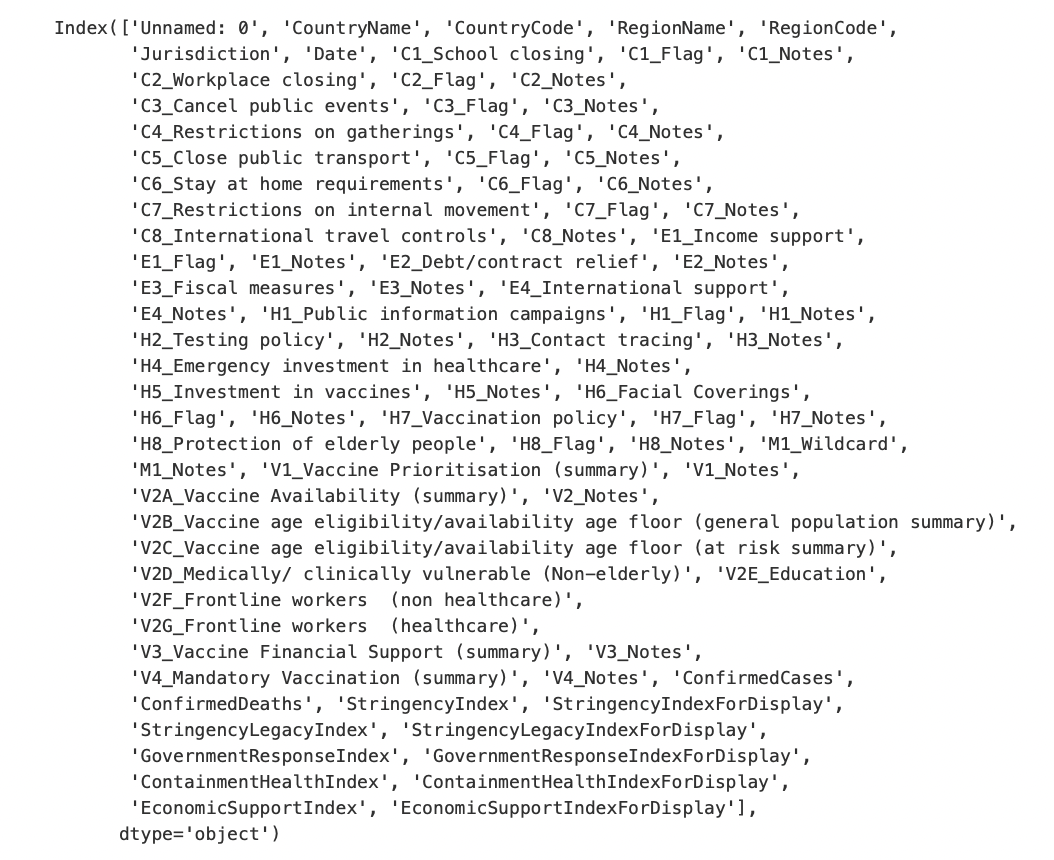 Index(['Unnamed: 0', 'CountryName', 'CountryCode', 'RegionName', 'RegionCode',
'Jurisdiction', 'Date', 'C1_School closing', 'C1_Flag', 'C1_Notes',
'C2_Workplace closing', 'C2_Flag', 'C2_Notes',
'C3_Cancel public events', 'C3_Flag', 'C3_Notes',
'C4_Restrictions on gatherings', 'C4_Flag', 'C4_Notes',
'C5_Close public transport', 'C5_Flag', 'C5_Notes',
'C6_Stay at home requirements', 'C6_Flag', 'C6_Notes',
'C7_Restrictions on internal movement', 'C7_Flag', 'C7_Notes',
'C8_International travel controls', 'C8_Notes', 'E1_Income support',
'E1_Flag', 'E1_Notes', 'E2_Debt/contract relief', 'E2_Notes',
'E3_Fiscal measures', 'E3_Notes', 'E4_International support',
'E4_Notes', 'H1_Public information campaigns', 'H1_Flag', 'H1_Notes',
'H2_Testing policy', 'H2_Notes', 'H3_Contact tracing', 'H3_Notes',
'H4_Emergency investment in healthcare', 'H4_Notes',
'H5_Investment in vaccines', 'H5_Notes', 'H6_Facial Coverings',
'H6_Flag', 'H6_Notes', 'H7_Vaccination policy', 'H7_Flag', 'H7_Notes',
'H8_Protection of elderly people', 'H8_Flag', 'H8_Notes', 'M1_Wildcard',
'M1_Notes', 'V1_Vaccine Prioritisation (summary)', 'V1_Notes',
'V2A_Vaccine Availability (summary)', 'V2_Notes',
'V2B_Vaccine age eligibility/availability age floor (general population summary)',
'V2C_Vaccine age eligibility/availability age floor (at risk summary)',
'V2D_Medically/ clinically vulnerable (Non-elderly)', 'V2E_Education',
'V2F_Frontline workers  (non healthcare)',
'V2G_Frontline workers  (healthcare)',
'V3_Vaccine Financial Support (summary)', 'V3_Notes',
'V4_Mandatory Vaccination (summary)', 'V4_Notes', 'ConfirmedCases',
'ConfirmedDeaths', 'StringencyIndex', 'StringencyIndexForDisplay',
'StringencyLegacyIndex', 'StringencyLegacyIndexForDisplay',
'GovernmentResponseIndex', 'GovernmentResponseIndexForDisplay',
'ContainmentHealthIndex', 'ContainmentHealthIndexForDisplay',
'EconomicSupportIndex', 'EconomicSupportIndexForDisplay'],
dtype='object')